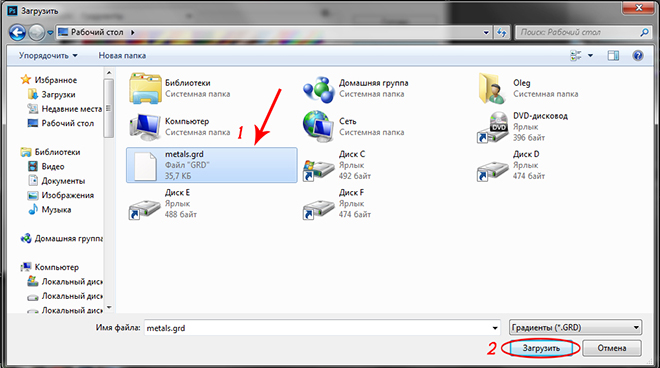 Ps Загрузить
Рабочий стол
Поиск: Рабочий стол
Упорядочить
Новая папка
Избранное
Загрузки
Недавние места
Рабочий стол
Библиотеки
Видео
Документы
Изображения
Музыка
Домашняя группа
Компьютер
Локальный диск
Локальный диск
Локальный диск
Библиотеки
Системная папка
Домашняя группа
Системная папка
Oleg
Системная папка
Компьютер
Системная папка
1
Сеть
Системная папка
DVD
DVD-дисковод
Ярлык
396 байт
metals.grd
Файл "GRD"
35,7 КБ
Диск C
Ярлык
492 байт
Диск D
Ярлык
474 байт
Диск E
Ярлык
488 байт
Диск F
Ярлык
474 байт
Имя файла:
metals.grd
Градиенты (*.GRD)
2
Загрузить
Отмена